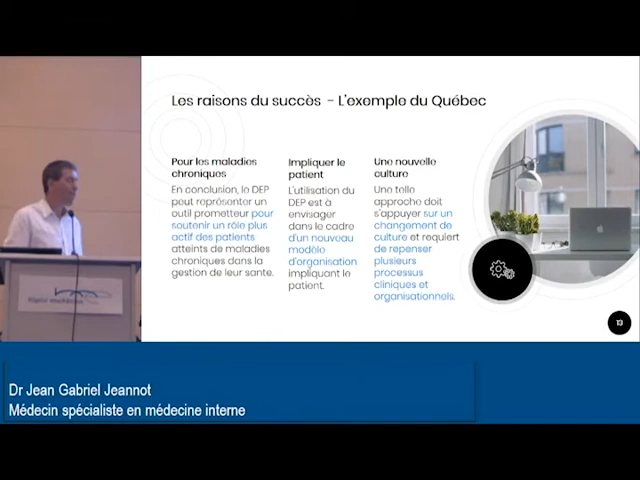 Les raisons du succès - L'exemple du Québec
Pour les maladies
chroniques
En conclusion, le DEP
peut représenter un
outil prometteur pour
soutenir un rôle plus
actif des patients
atteints de maladies
chroniques dans la
gestion de leur santé.
Impliquer le
patient
L'utilisation du
DEP est à
envisager
dans le cadre
d'un nouveau
modèle
d'organisation
impliquant le
patient.
Une nouvelle
culture
Une telle
approche doit
s'appuyer sur un
changement de
culture et requiert
de repenser
plusieurs
processus
cliniques et
organisationnels.
13
Dr Jean Gabriel Jeannot
Médecin spécialiste en médecine interne